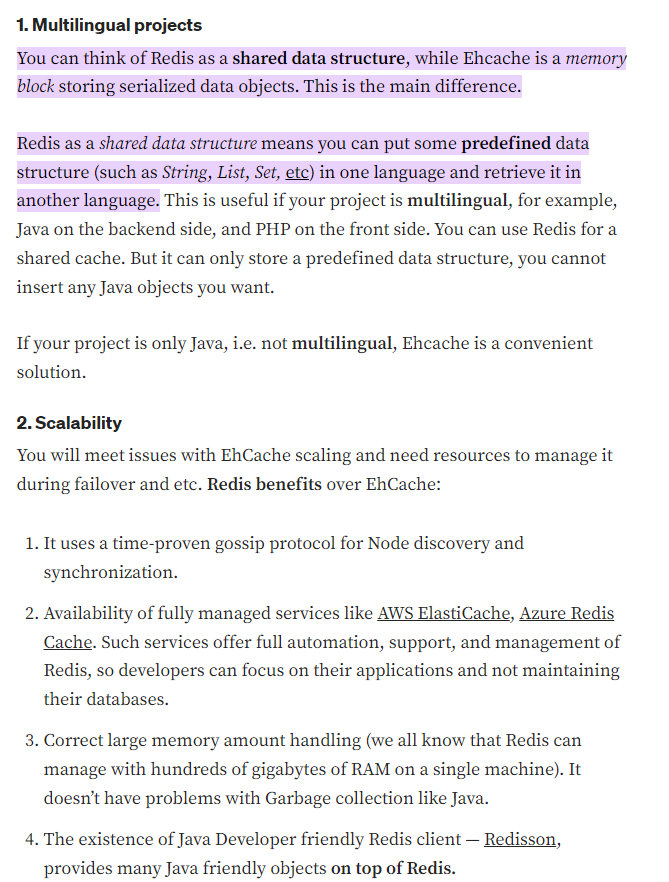 1. Multilingual projects
You can think of Redis as a shared data structure, while Ehcache is a memory
block storing serialized data objects. This is the main difference.
Redis as a shared data structure means you can put some predefined data
structure (such as String, List, Set, etc) in one language and retrieve it in
another language. This is useful if your project is multilingual, for example,
Java on the backend side, and PHP on the front side. You can use Redis for a
shared cache. But it can only store a predefined data structure, you cannot
insert any Java objects you want.
If your project is only Java, i.e. not multilingual, Ehcache is a convenient
solution.
2. Scalability
You will meet issues with EhCache scaling and need resources to manage it
during failover and etc. Redis benefits over EhCache:
1. It uses a time-proven gossip protocol for Node discovery and
synchronization.
2. Availability of fully managed services like AWS ElastiCache, Azure Redis
Cache. Such services offer full automation, support, and management of
Redis, so developers can focus on their applications and not maintaining
their databases.
3. Correct large memory amount handling (we all know that Redis can
manage with hundreds of gigabytes of RAM on a single machine). It
doesn’t have problems with Garbage collection like Java.
4. The existence of Java Developer friendly Redis client — Redisson,
provides many Java friendly objects on top of Redis.